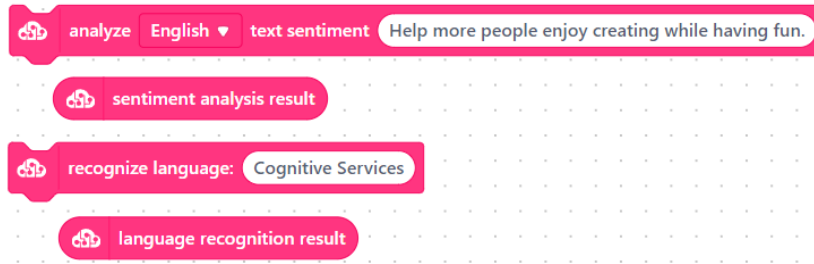 analyze English ▼ text sentiment Help more people enjoy creating while having fun.
sentiment analysis result
recognize language: Cognitive Services
language recognition result